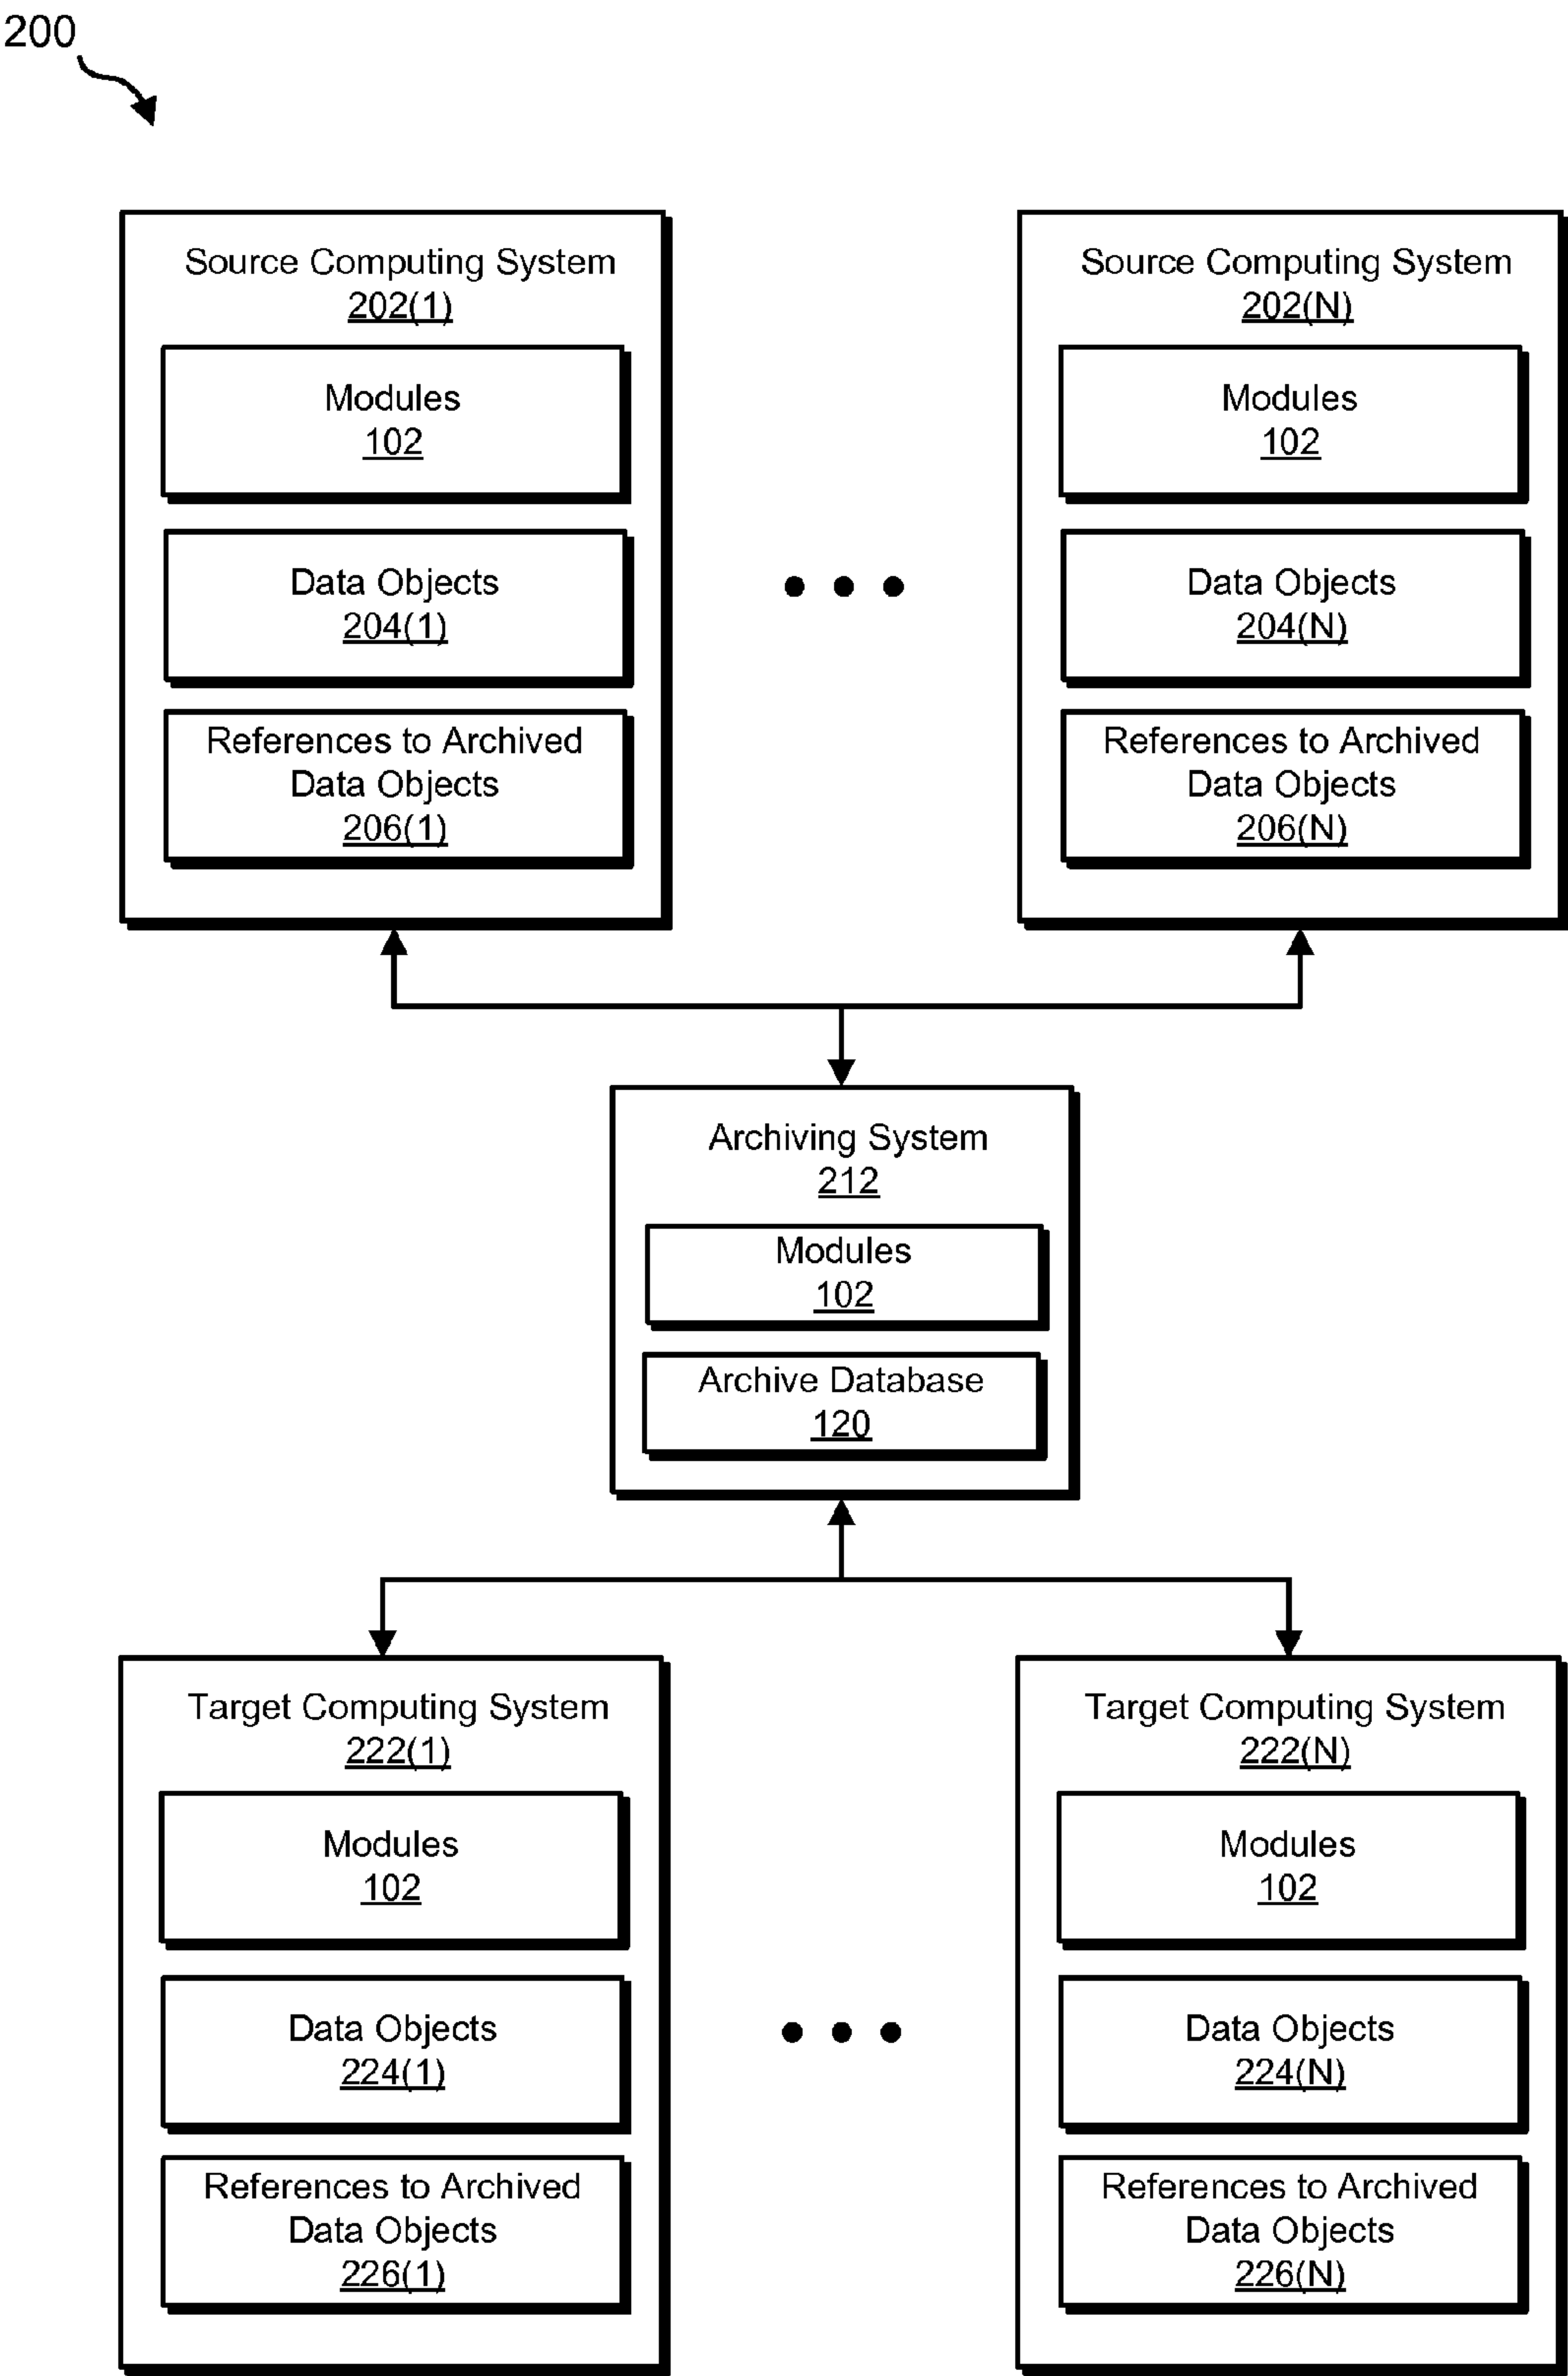 200
Source Computing System
202(1)
Modules
102
Data Objects
204(1)
References to Archived
Data Objects
206(1)
Source Computing System
202(N)
Modules
102
Data Objects
204(N)
References to Archived
Data Objects
206(N)
Archiving System
212
Modules
102
Archive Database
120
Target Computing System
222(1)
Modules
102
Data Objects
224(1)
References to Archived
Data Objects
226(1)
Target Computing System
222(N)
Modules
102
Data Objects
224(N)
References to Archived
Data Objects
226(N)